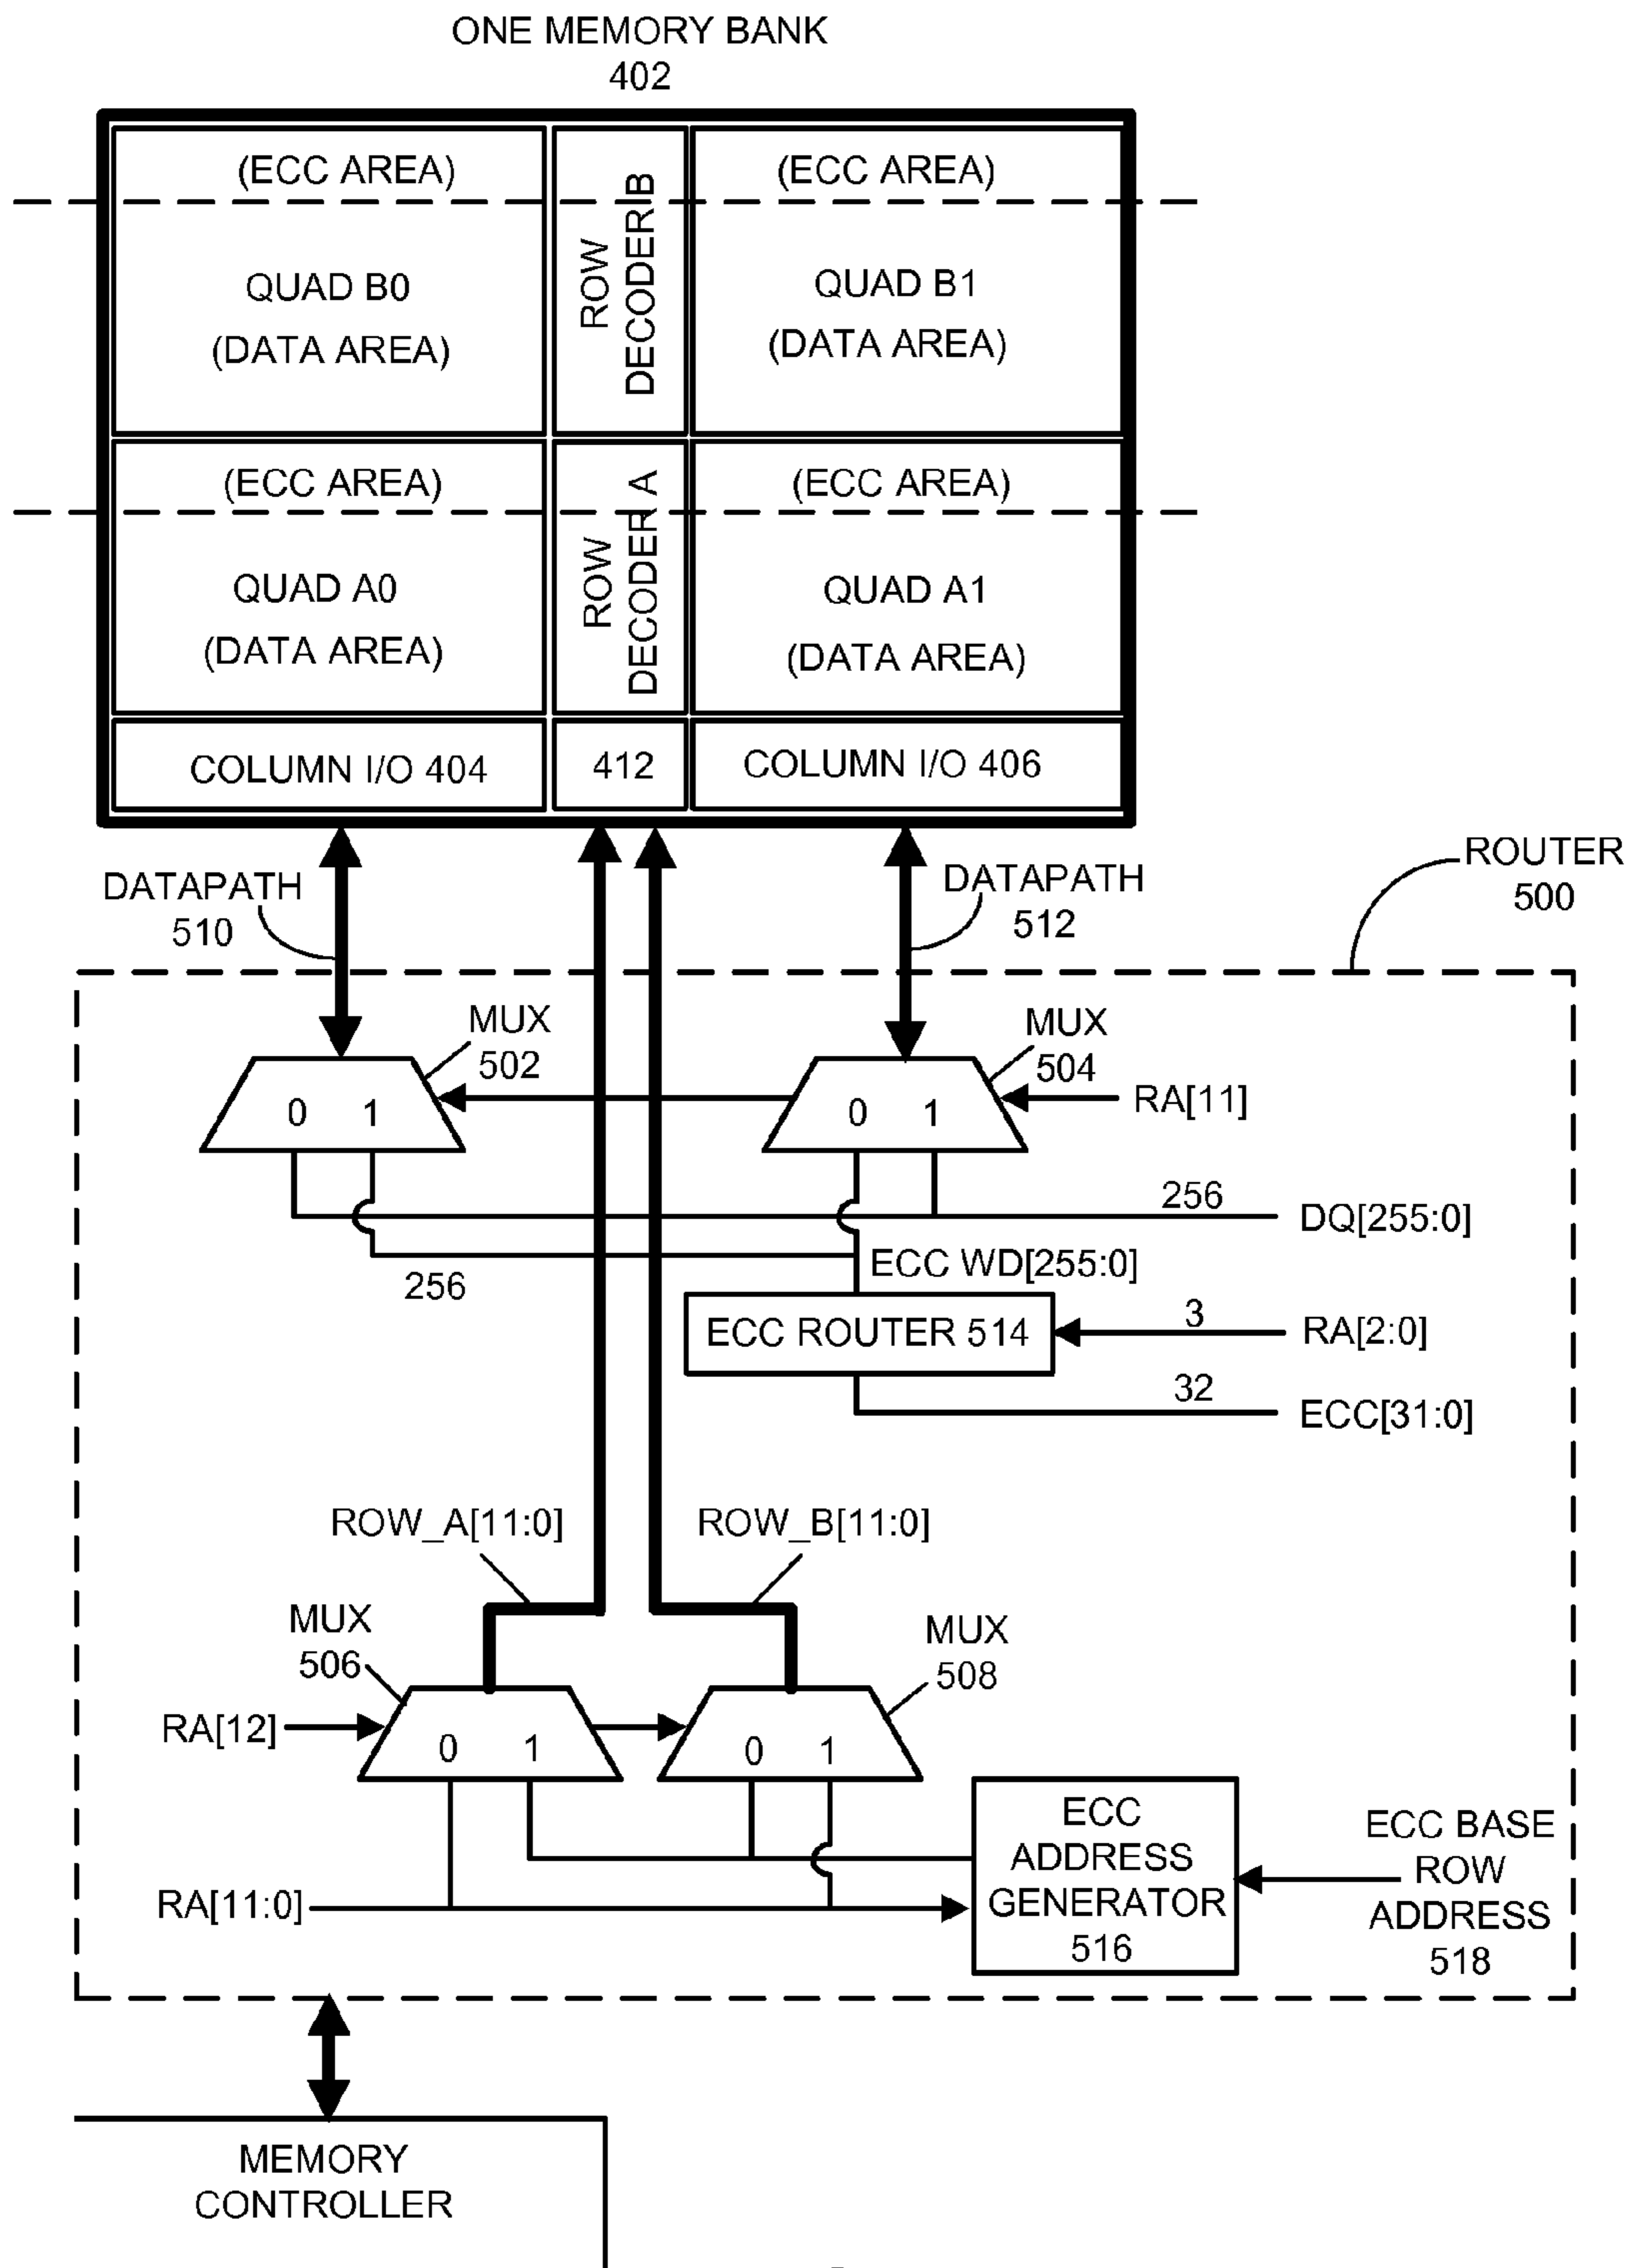 ONE MEMORY BANK
402
(ECC AREA)
ROW
DECODER B
(ECC AREA)
QUAD B0
(DATA AREA)
QUAD B1
(DATA AREA)
(ECC AREA)
ROW
DECODER A
(ECC AREA)
QUAD A0
(DATA AREA)
QUAD A1
(DATA AREA)
COLUMN I/O 404
412
COLUMN I/O 406
DATAPATH
510
DATAPATH
512
ROUTER
500
MUX
502
MUX
504
0 1
0 1
RA[11]
256
DQ[255:0]
256
ECC WD[255:0]
ECC ROUTER 514
3
RA[2:0]
32
ECC[31:0]
ROW_A[11:0]
ROW_B[11:0]
MUX
506
MUX
508
RA[12]
0 1
0 1
RA[11:0]
ECC
ADDRESS
GENERATOR
516
ECC BASE
ROW
ADDRESS
518
MEMORY
CONTROLLER